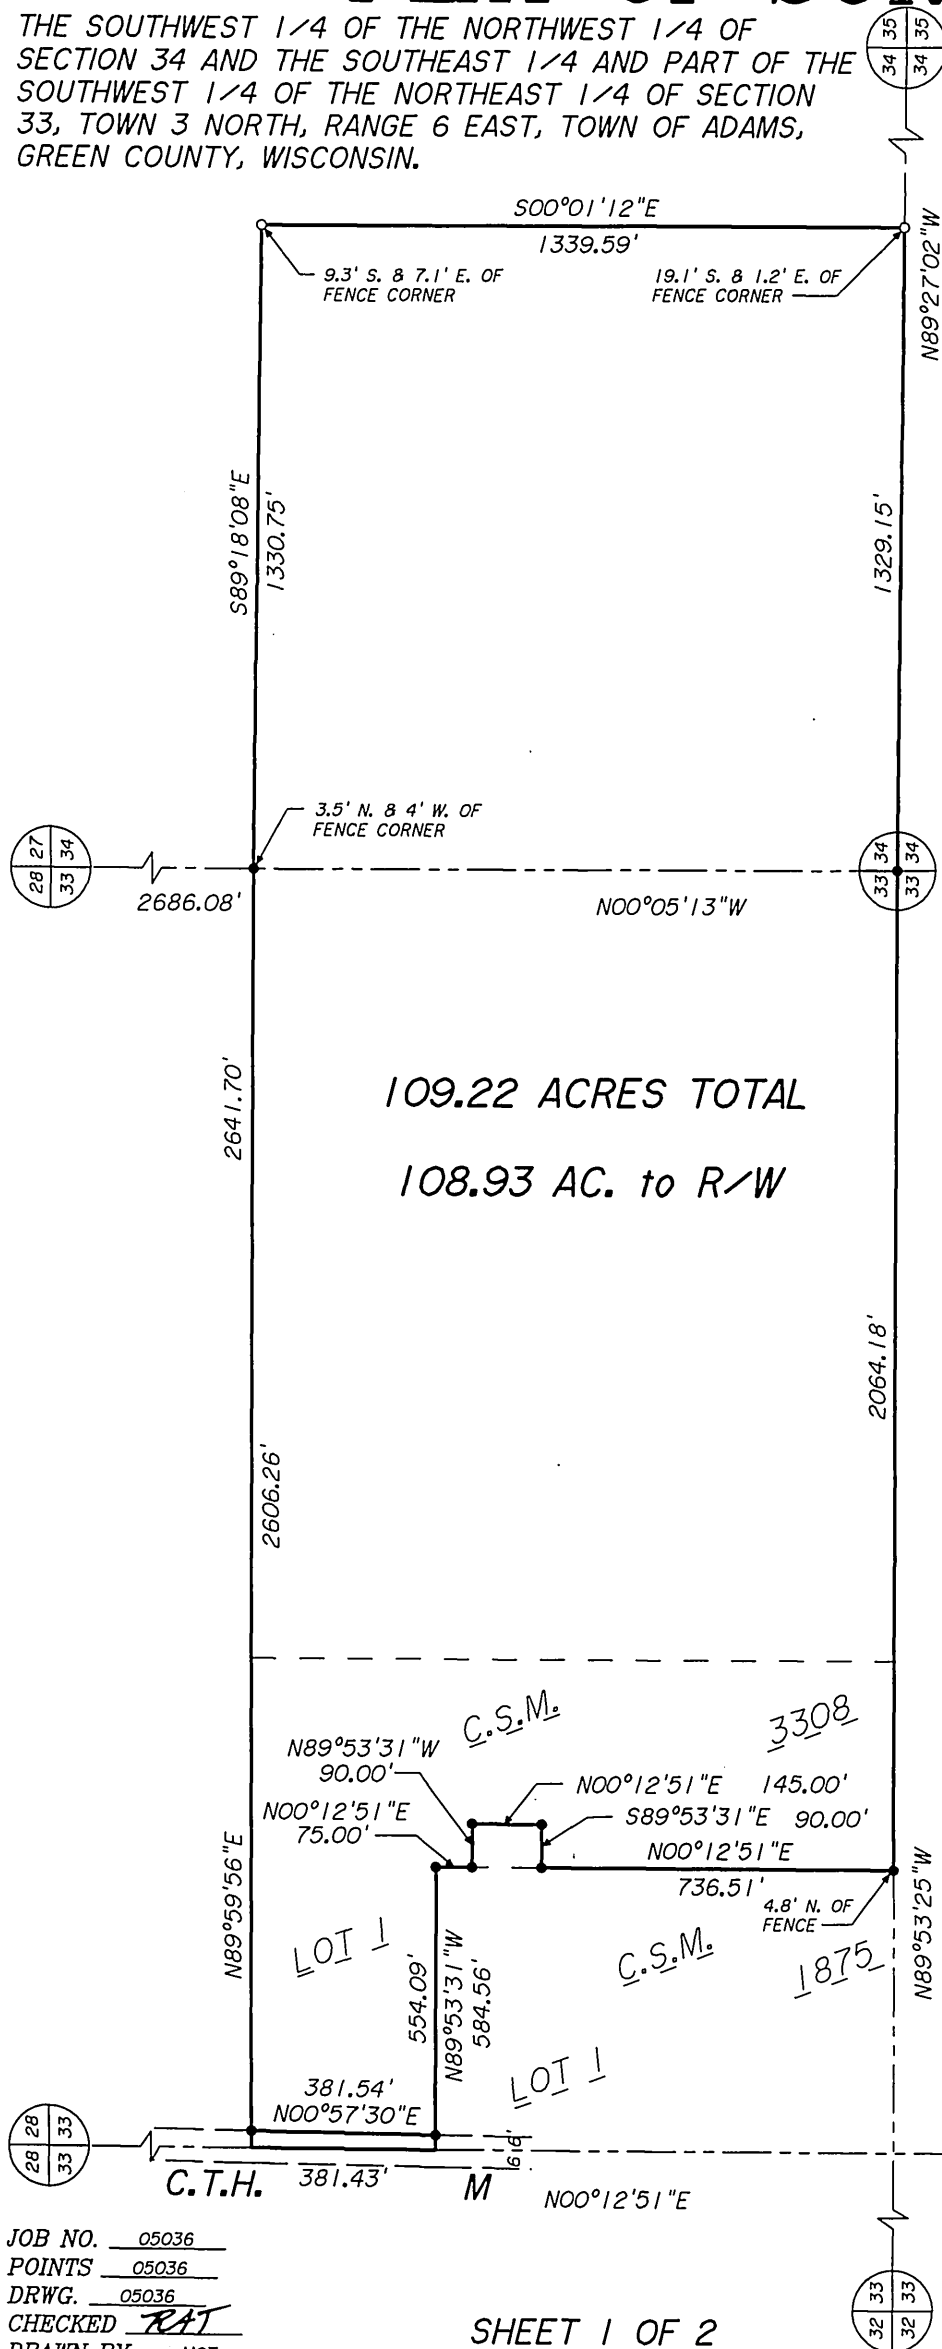 THE SOUTHWEST 1/4 OF THE NORTHWEST 1/4 OF
SECTION 34 AND THE SOUTHEAST 1/4 AND PART OF THE
SOUTHWEST 1/4 OF THE NORTHEAST 1/4 OF SECTION
33, TOWN 3 NORTH, RANGE 6 EAST, TOWN OF ADAMS,
GREEN COUNTY, WISCONSIN.
35 35
34 34
S00°01'12"E
1339.59'
N89°27'02"W
9.3' S. & 7.1' E. OF
FENCE CORNER
19.1' S. & 1.2' E. OF
FENCE CORNER
S89°18'08"E
1330.75'
1329.15'
3.5' N. & 4' W. OF
FENCE CORNER
27 34
28 33
34 34
33 33
2686.08'
N00°05'13"W
2641.70'
109.22 ACRES TOTAL
108.93 AC. to R/W
2064.18'
2606.26'
C.S.M.
3308
N89°53'31"W
90.00'
N00°12'51"E 145.00'
N00°12'51"E
75.00'
S89°53'31"E 90.00'
N00°12'51"E
736.51'
4.8' N. OF
FENCE
N89°59'56"E
N89°53'25"W
LOT 1
C.S.M.
1875
554.09'
N89°53'31"W
584.56'
LOT 1
381.54'
N00°57'30"E
28 33
28 33
66'
C.T.H.
381.43'
M
N00°12'51"E
JOB NO. 05036
POINTS 05036
DRWG. 05036
CHECKED RAT
33 33
32 32
SHEET 1 OF 2